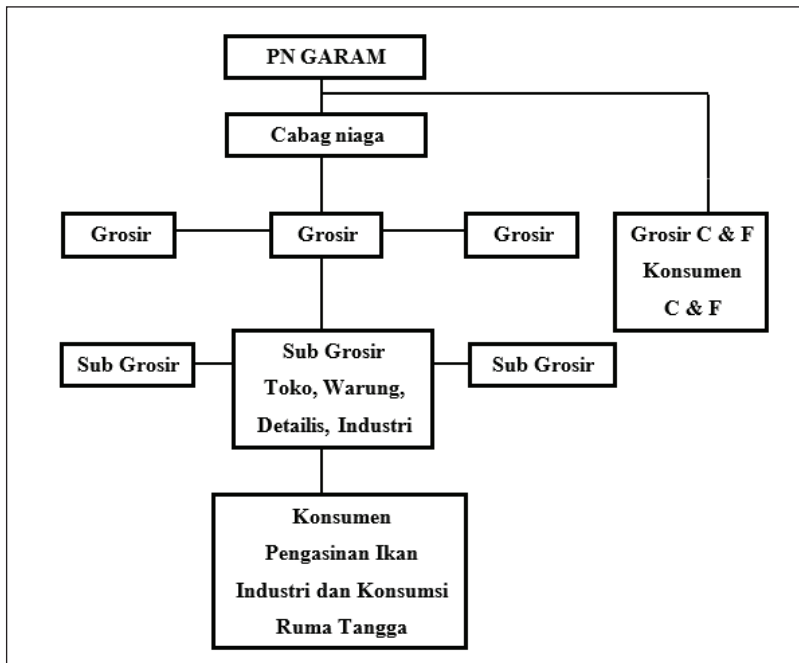 PN GARAM
Cabag niaga
Grosir
Grosir
Grosir
Grosir C & F
Konsumen
C & F
Sub Grosir
Sub Grosir
Toko, Warung,
Detailis, Industri
Sub Grosir
Konsumen
Pengasinan Ikan
Industri dan Konsumsi
Ruma Tangga